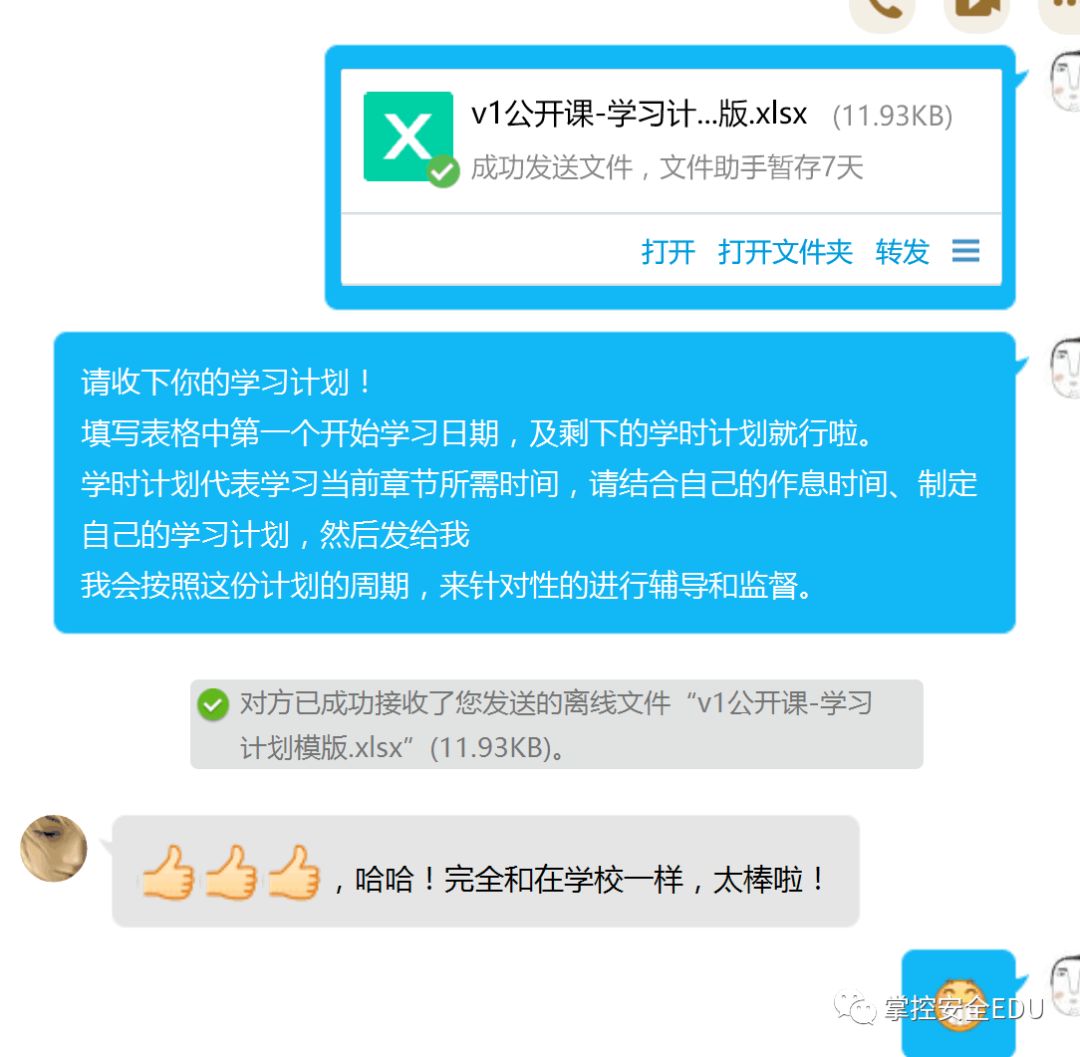 v1公开课-学习计...版.xlsx (11.93KB)
成功发送文件，文件助手暂存7天
打开 打开文件夹 转发
请收下你的学习计划！
填写表格中第一个开始学习日期，及剩下的学时计划就行啦。
学时计划代表学习当前章节所需时间，请结合自己的作息时间、制定
自己的学习计划，然后发给我
我会按照这份计划的周期，来针对性的进行辅导和监督。
对方已成功接收了您发送的离线文件“v1公开课-学习
计划模版.xlsx”(11.93KB)。
，哈哈！完全和在学校一样，太棒啦！
掌控安全EDU